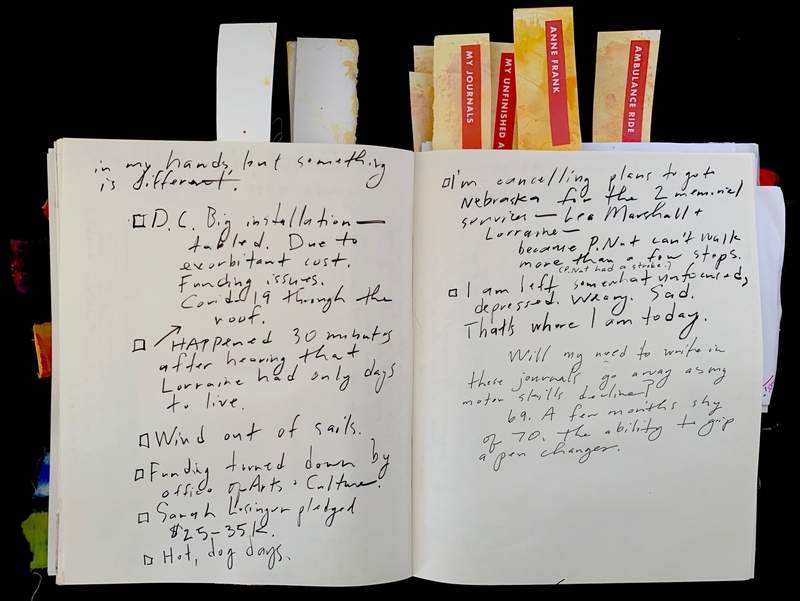 MY JOURNALS
MY UNFINISHED A
ANNE FRANK
AMBULANCE RIDE
in my hands, but something
is different.
D.C. Big installation—
tabled. Due to
exorbitant cost.
Funding issues.
Covid 19 through the
roof.
HAPPened 30 minutes
after hearing that
Lorraine had only days
to live.
Wind out of sails.
Funding turned down by
office of Arts + Culture.
Sarah Losinger pledged
$25-35K.
Hot, dog days.
I'm cancelling plans to go to
Nebraska for the 2 memorial
services — Lea Marshall +
Lorraine —
because P.Nut can't walk
more than a few steps.
(P.Nut had a stroke.)
I am left somewhat unfocused,
depressed. Weary. Sad.
That's where I am today.
Will my need to write in
these journals, go away as my
motor skills decline?
69. A few months shy
of 70. The ability to grip
a pen changes.